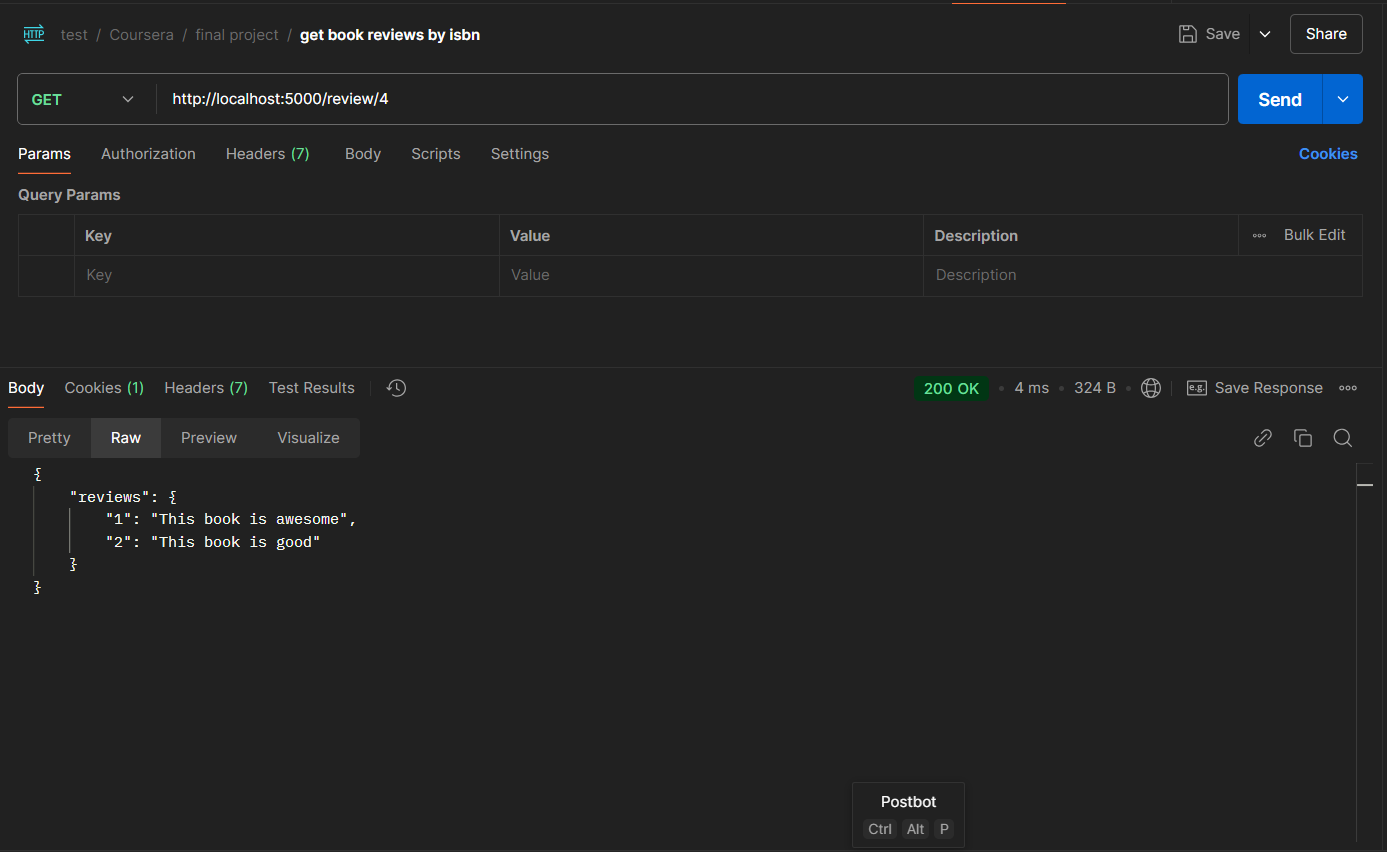 HTTP test / Coursera / final project / get book reviews by isbn Save Share
GET http://localhost:5000/review/4 Send
Params Authorization Headers (7) Body Scripts Settings Cookies
Query Params
Key Value Description Bulk Edit
Key Value Description
Body Cookies (1) Headers (7) Test Results 200 OK • 4 ms • 324 B • e.g. Save Response
Pretty Raw Preview Visualize
{
"reviews": {
"1": "This book is awesome",
"2": "This book is good"
}
}
Postbot
Ctrl Alt P